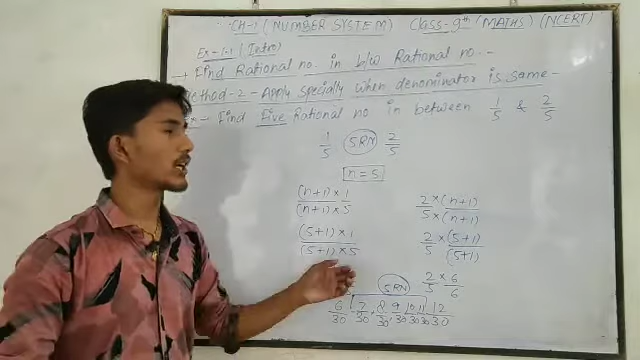 CH-1 (NUMBER SYSTEM) Class-9th (MATHS) (NCERT)
Ex-1.1 (Intro)
→ Find Rational no. in b/w Rational no. -
Method-2 - Apply specially When denominator is same -
Ex- Find Five Rational no in between 1/5 & 2/5
1/5 5RN 2/5
n = 5
(n+1) × 1 / (n+1) × 5
2 × (n+1) / 5 × (n+1)
(5+1) × 1 / (5+1) × 5
2/5 × (5+1)/(5+1)
2/5 × 6/6
5RN
6/30, 7/30, 8/30, 9/30, 10/30, 11/30, 12/30